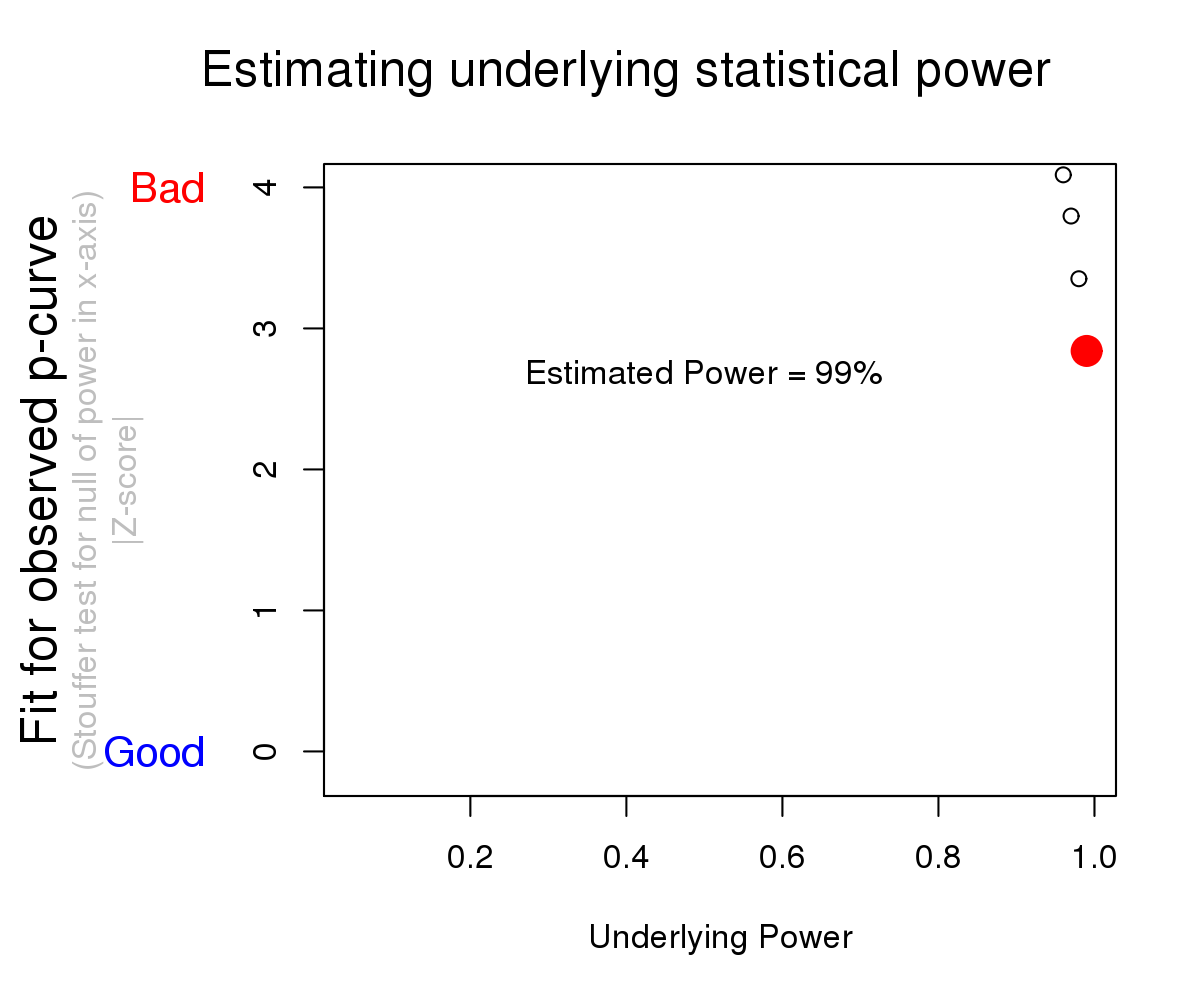 Estimating underlying statistical power
Fit for observed p-curve
(Stouffer test for null of power in x-axis)
|Z-score|
Bad
Good
4
3
2
1
0
Estimated Power = 99%
0.2
0.4
0.6
0.8
1.0
Underlying Power